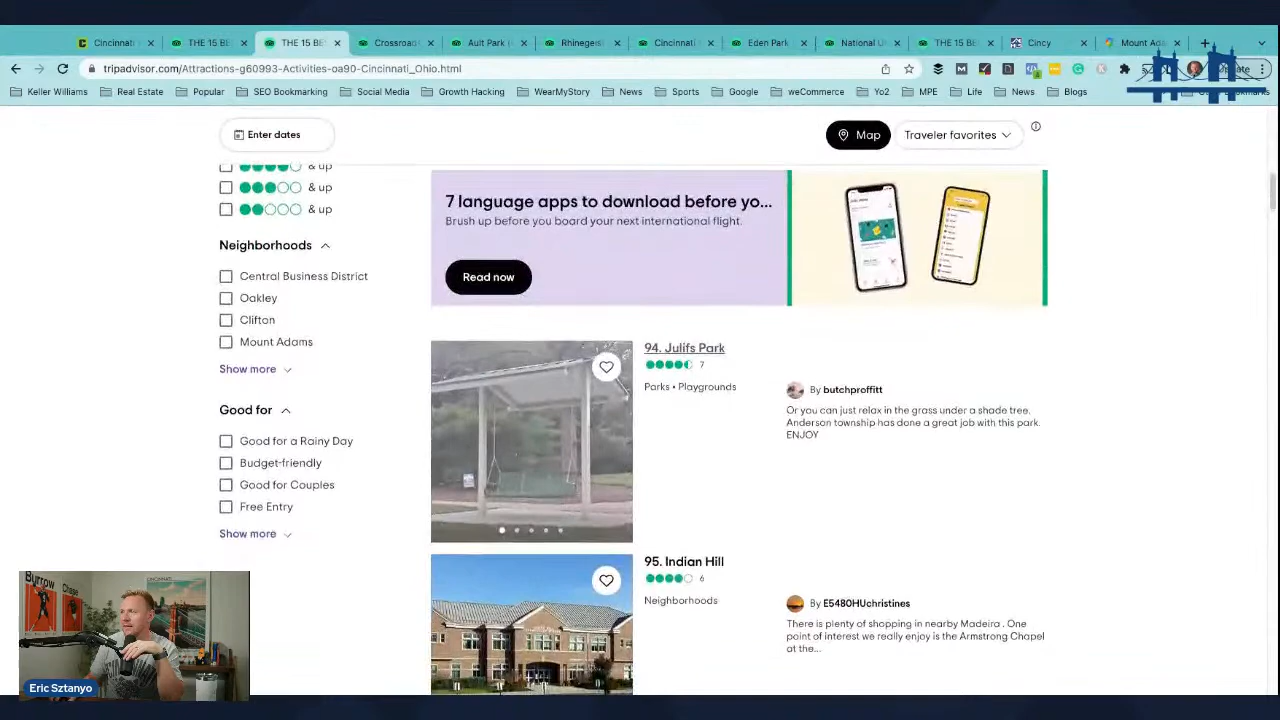 Cincinnati
THE 15 BE
THE 15 BE
Crossroad
Ault Park (
Rhinegeis
Cincinnati
Eden Park
National U
THE 15 BE
Cincy
Mount Ada
tripadvisor.com/Attractions-g60993-Activities-oa90-Cincinnati_Ohio.html
Keller Williams
Real Estate
Popular
SEO Bookmarking
Social Media
Growth Hacking
WearMyStory
News
Sports
Google
weCommerce
Yo2
MPE
Life
News
Blogs
Enter dates
Map
Traveler favorites
& up
& up
& up
Neighborhoods
Central Business District
Oakley
Clifton
Mount Adams
Show more
Good for
Good for a Rainy Day
Budget-friendly
Good for Couples
Free Entry
Show more
7 language apps to download before yo...
Brush up before you board your next international flight.
Read now
94. Julifs Park
7
Parks • Playgrounds
By butchproffitt
Or you can just relax in the grass under a shade tree.
Anderson township has done a great job with this park.
ENJOY
95. Indian Hill
6
Neighborhoods
By E5480HUchristines
There is plenty of shopping in nearby Madeira . One
point of interest we really enjoy is the Armstrong Chapel
at the...
Burrow
Chase
CINCINNATI
Eric Sztanyo